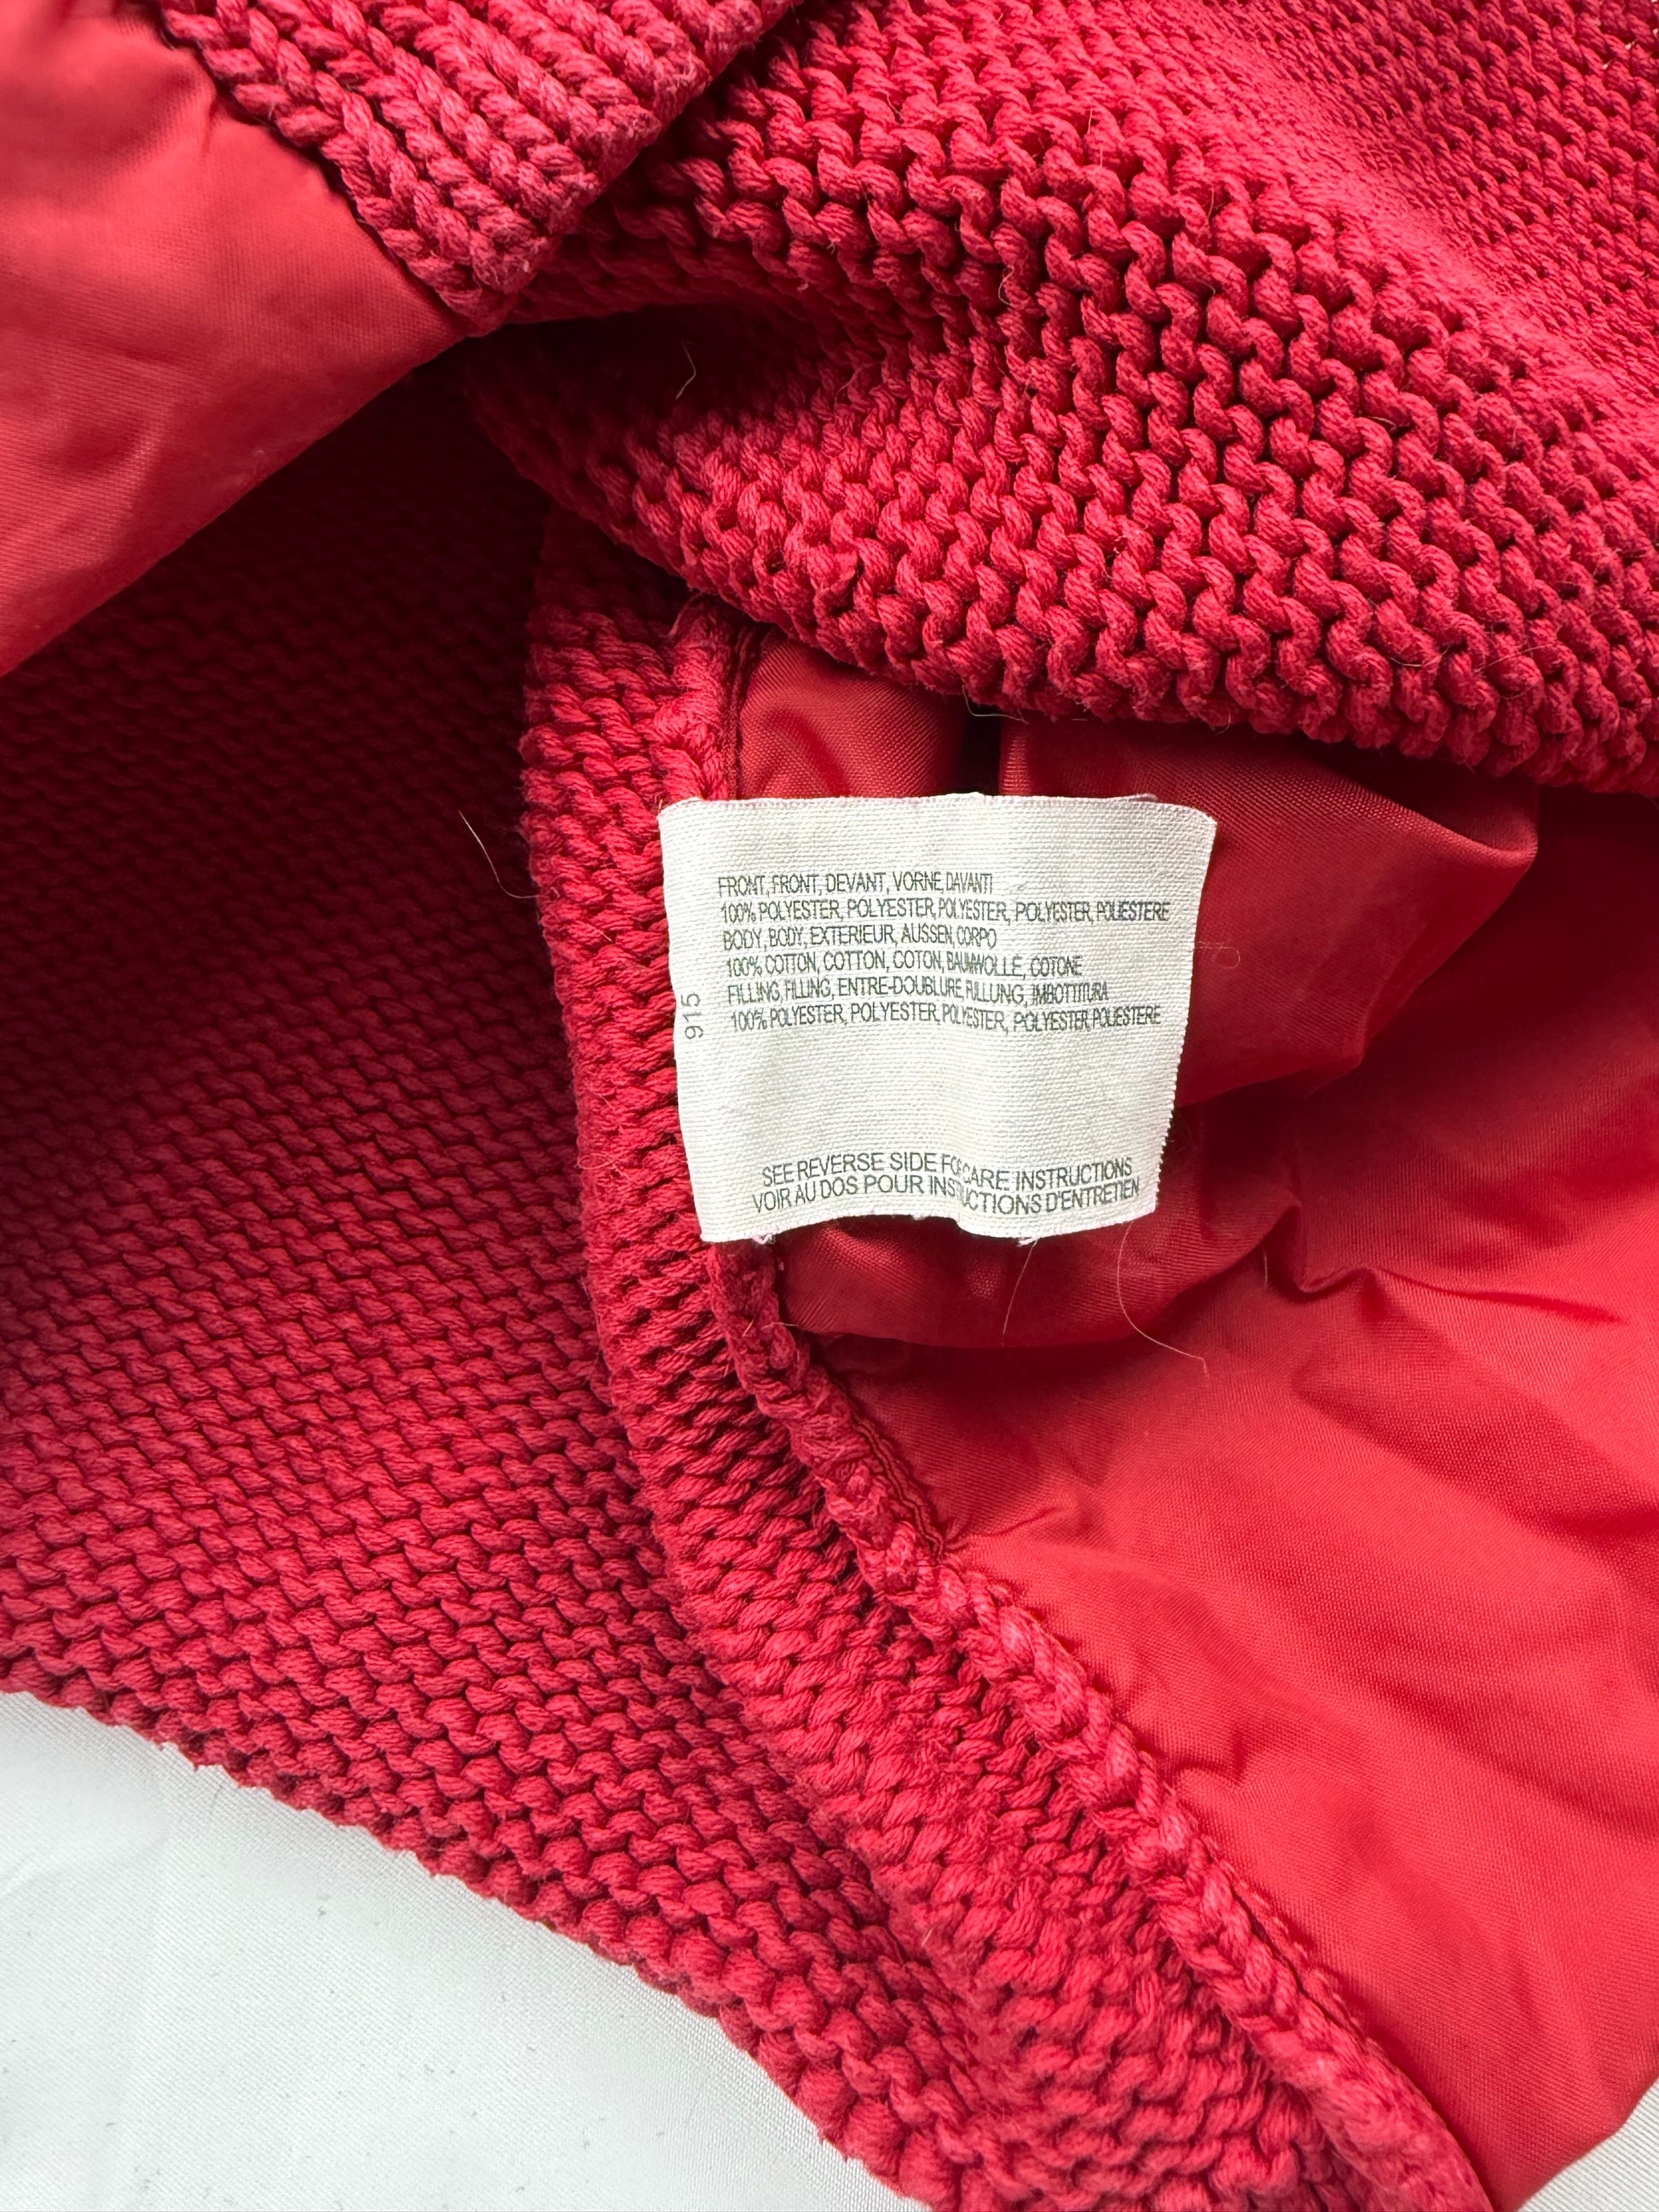 FRONT, FRONT, DEVANT, VORNE, DAVANTI
100% POLYESTER, POLYESTER, POLYESTER, POLYESTER, POLIESTERE
BODY, BODY, EXTERIEUR, AUSSEN, CORPO
100% COTTON, COTTON, COTON, BAUMWOLLE, COTONE
FILLING, FILLING, ENTRE-DOUBLURE, FULLUNG, IMBOTTITURA
100% POLYESTER, POLYESTER, POLYESTER, POLYESTER, POLIESTERE
915
SEE REVERSE SIDE FOR CARE INSTRUCTIONS
VOIR AU DOS POUR INSTRUCTIONS D'ENTRETIEN